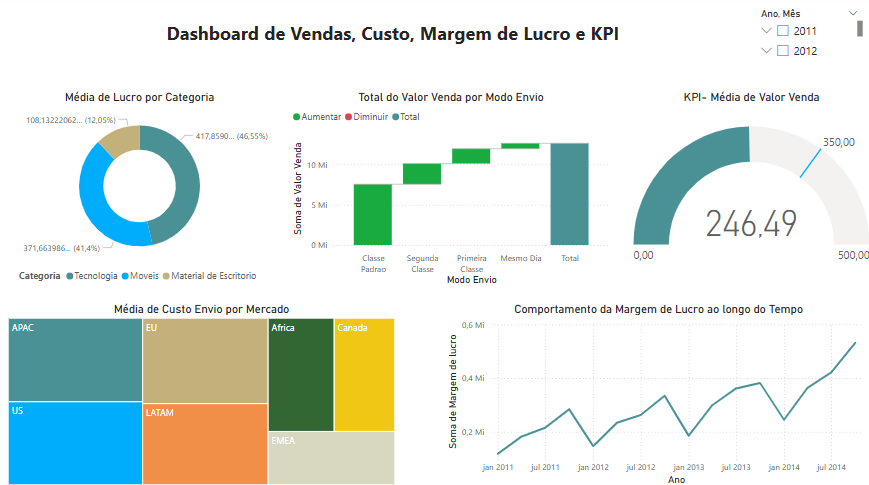 Dashboard de Vendas, Custo, Margem de Lucro e KPI
Ano, Mês
2011
2012
Média de Lucro por Categoria
108,13222062... (12,05%)
417,8590... (46,55%)
371,663986... (41,4%)
Categoria Tecnologia Moveis Material de Escritorio
Total do Valor Venda por Modo Envio
Aumentar Diminuir Total
Soma de Valor Venda
10 Mi
5 Mi
0 Mi
Classe Padrao
Segunda Classe
Primeira Classe
Mesmo Dia
Total
Modo Envio
KPI- Média de Valor Venda
350,00
246,49
0,00
500,00
Média de Custo Envio por Mercado
APAC
EU
Africa
Canada
US
LATAM
EMEA
Comportamento da Margem de Lucro ao longo do Tempo
Soma de Margem de lucro
0,6 Mi
0,4 Mi
0,2 Mi
jan 2011
jul 2011
jan 2012
jul 2012
jan 2013
jul 2013
jan 2014
jul 2014
Ano